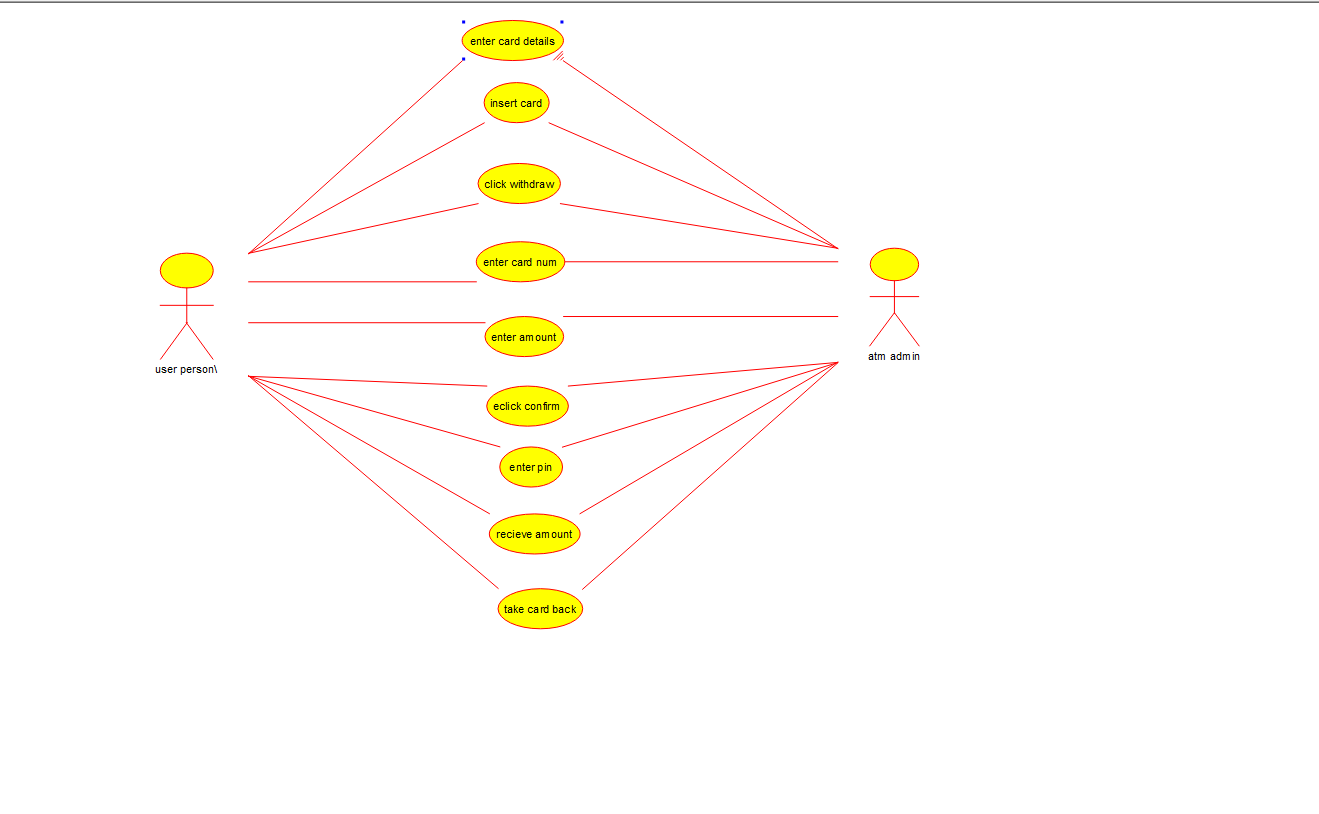 enter card details
insert card
click withdraw
enter card num
enter amount
atm admin
user person\
eclick confirm
enter pin
recieve amount
take card back